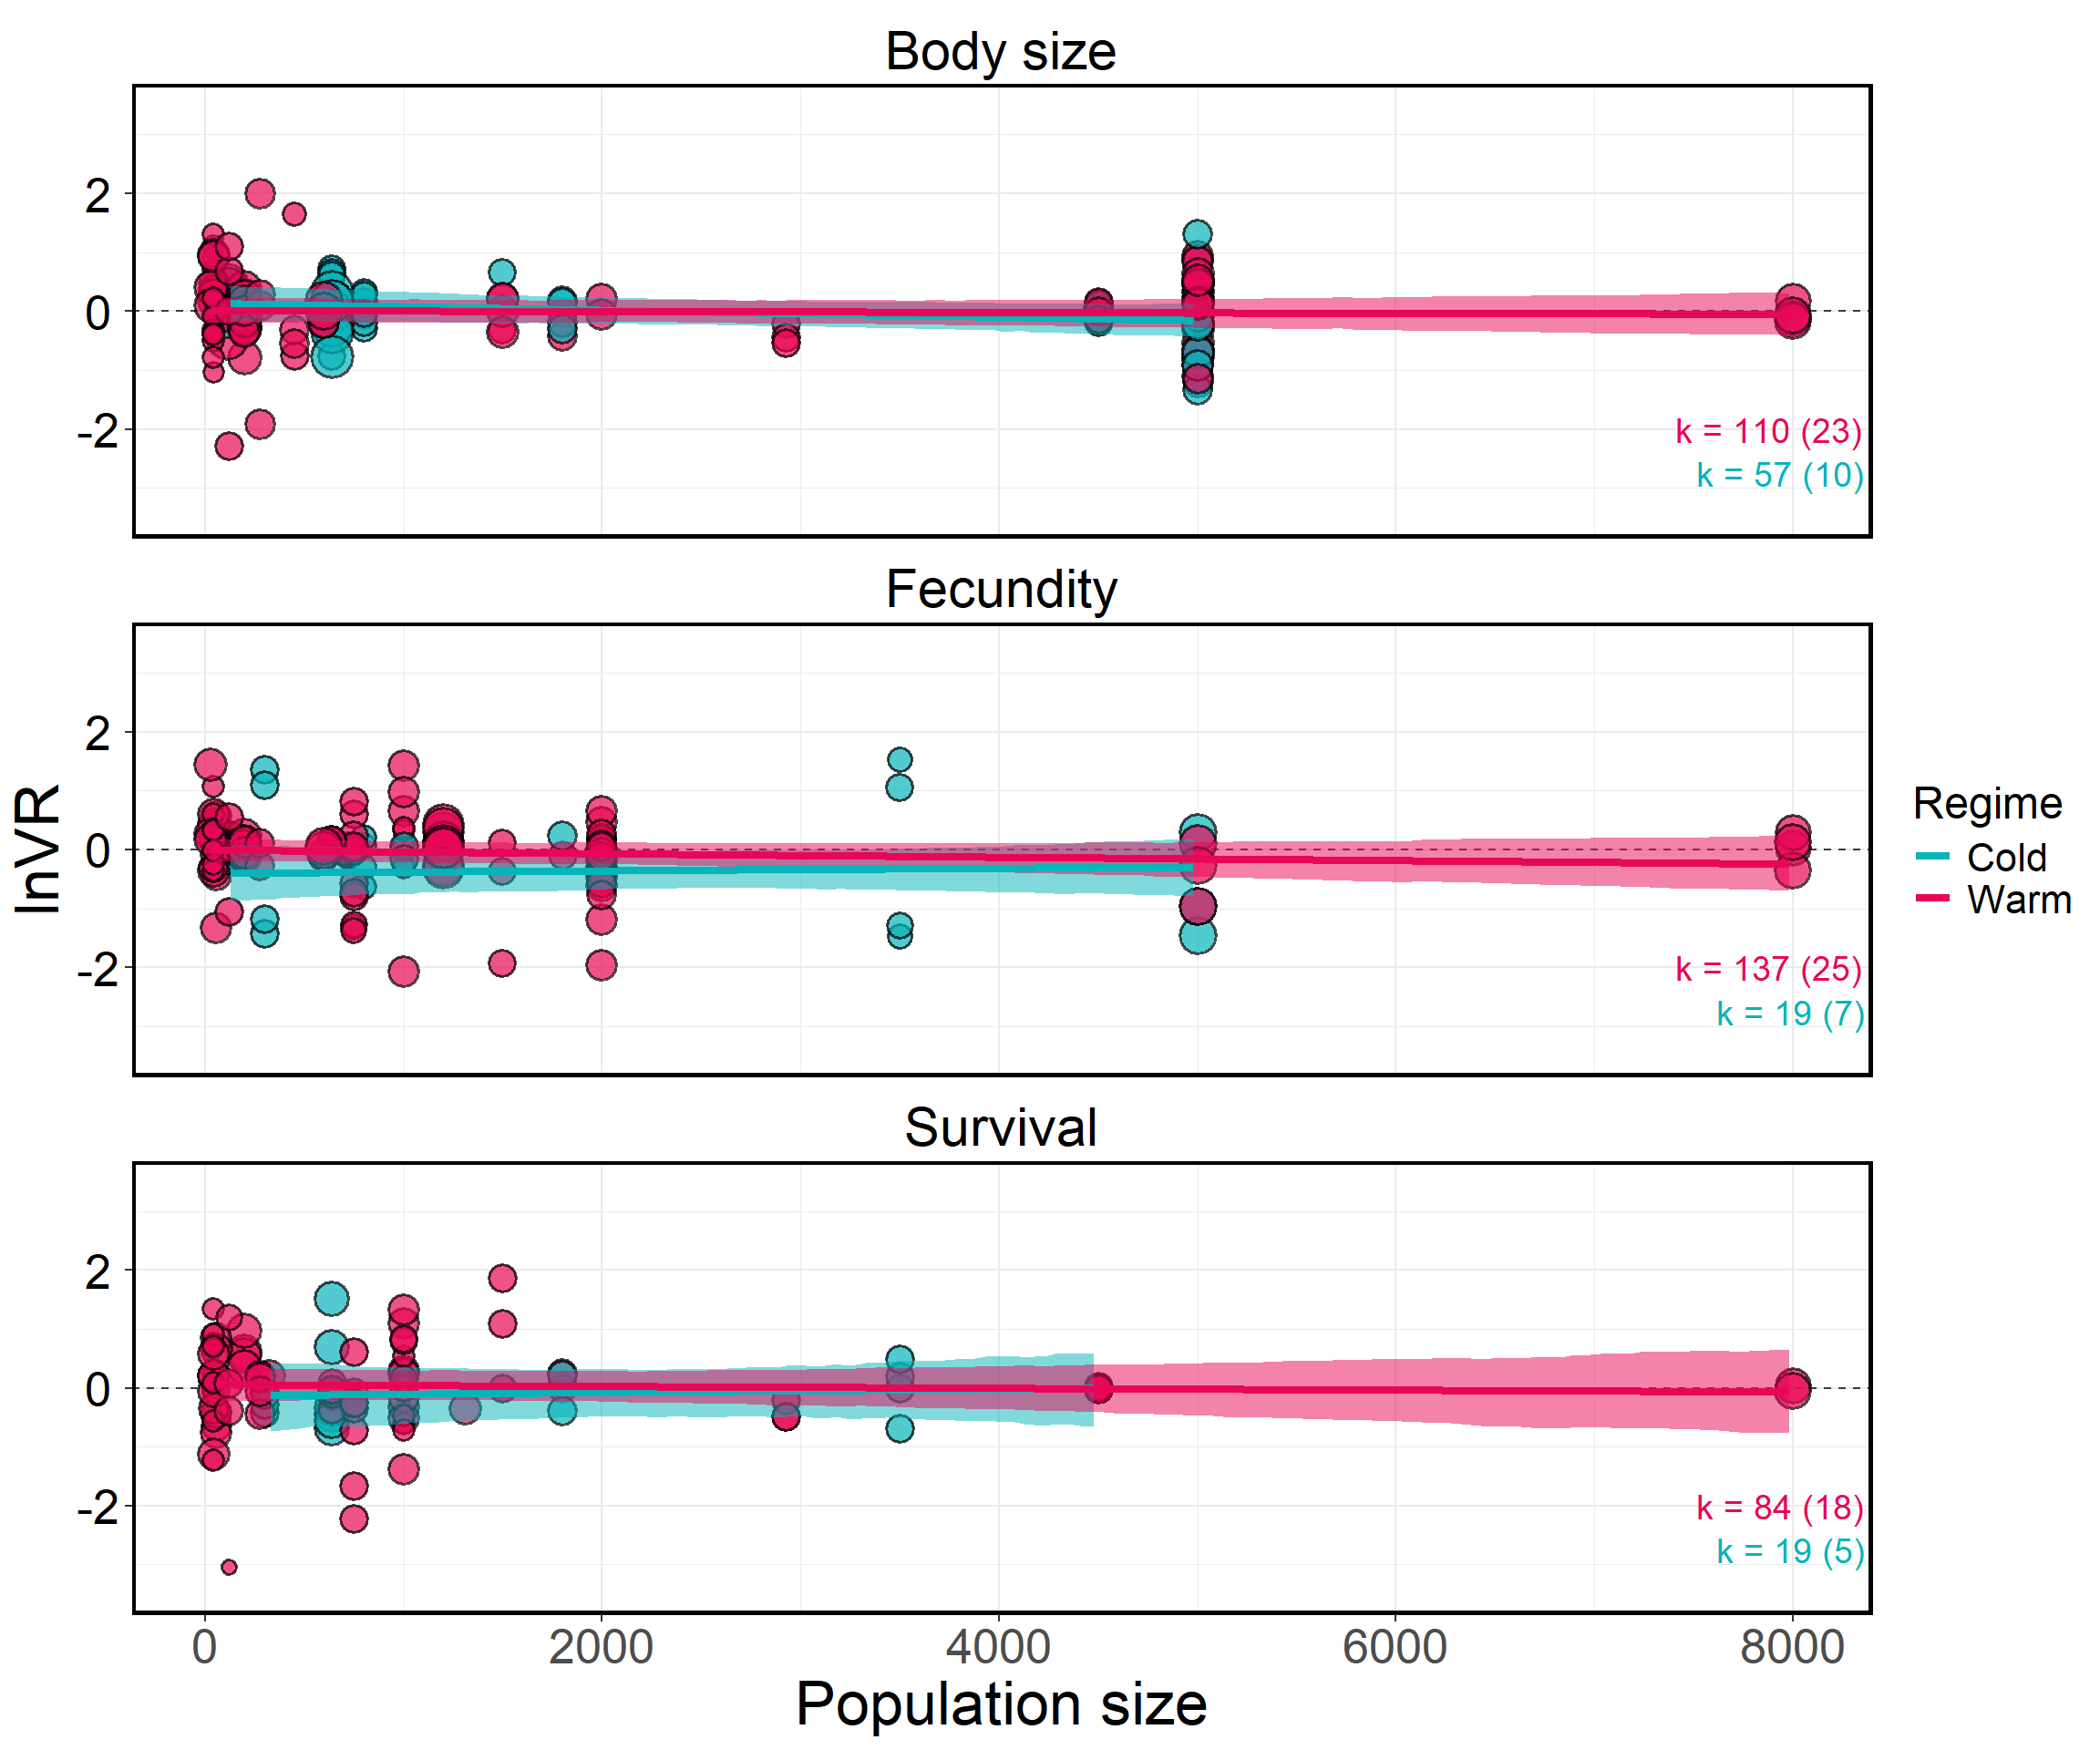 Body size
2
0
-2
k = 110 (23)
k = 57 (10)
Fecundity
2
0
-2
k = 137 (25)
k = 19 (7)
lnVR
Regime
Cold
Warm
Survival
2
0
-2
k = 84 (18)
k = 19 (5)
0 2000 4000 6000 8000
Population size